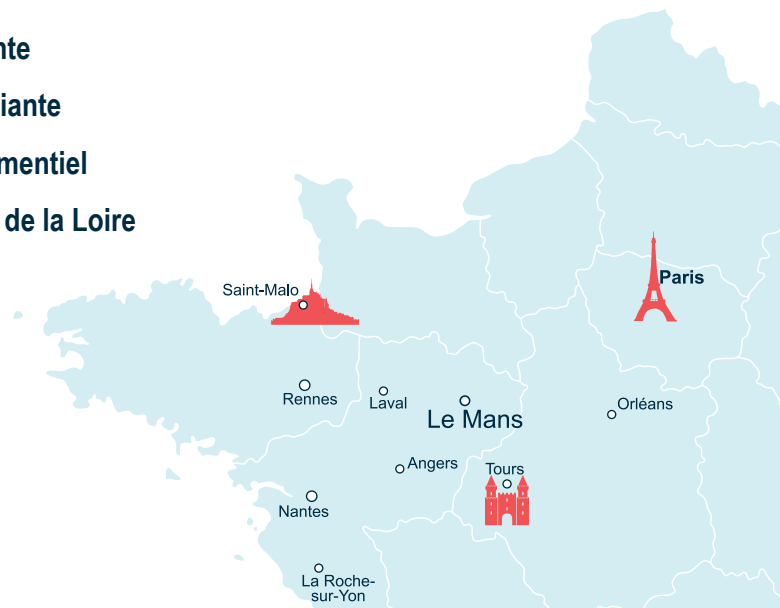 nte
iante
mentiel
de la Loire
Saint-Malo
Paris
Rennes
Laval
Le Mans
Orléans
Angers
Tours
Nantes
La Roche-
sur-Yon